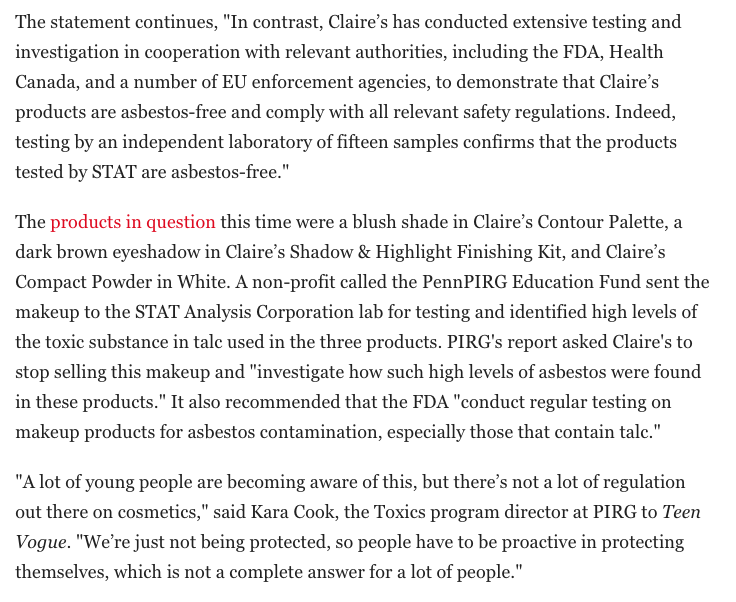 The statement continues, "In contrast, Claire’s has conducted extensive testing and
investigation in cooperation with relevant authorities, including the FDA, Health
Canada, and a number of EU enforcement agencies, to demonstrate that Claire’s
products are asbestos-free and comply with all relevant safety regulations. Indeed,
testing by an independent laboratory of fifteen samples confirms that the products
tested by STAT are asbestos-free."
The products in question this time were a blush shade in Claire’s Contour Palette, a
dark brown eyeshadow in Claire’s Shadow & Highlight Finishing Kit, and Claire’s
Compact Powder in White. A non-profit called the PennPIRG Education Fund sent the
makeup to the STAT Analysis Corporation lab for testing and identified high levels of
the toxic substance in talc used in the three products. PIRG's report asked Claire's to
stop selling this makeup and "investigate how such high levels of asbestos were found
in these products." It also recommended that the FDA "conduct regular testing on
makeup products for asbestos contamination, especially those that contain talc."
"A lot of young people are becoming aware of this, but there’s not a lot of regulation
out there on cosmetics," said Kara Cook, the Toxics program director at PIRG to Teen
Vogue. "We’re just not being protected, so people have to be proactive in protecting
themselves, which is not a complete answer for a lot of people."